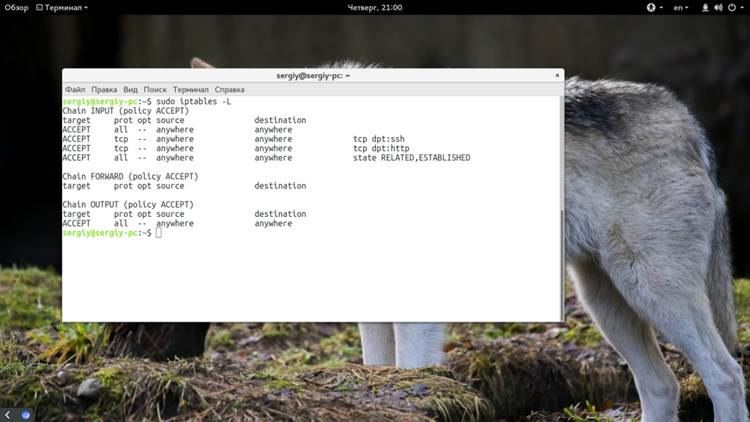 Обзор Терминал Четверг, 21:00 en
sergiy@sergiy-pc: ~
Файл Правка Вид Поиск Терминал Справка
sergiy@sergiy-pc:~$ sudo iptables -L
Chain INPUT (policy ACCEPT)
target prot opt source destination
ACCEPT all -- anywhere anywhere
ACCEPT tcp -- anywhere anywhere tcp dpt:ssh
ACCEPT tcp -- anywhere anywhere tcp dpt:http
ACCEPT all -- anywhere anywhere state RELATED,ESTABLISHED
Chain FORWARD (policy ACCEPT)
target prot opt source destination
Chain OUTPUT (policy ACCEPT)
target prot opt source destination
ACCEPT all -- anywhere anywhere
sergiy@sergiy-pc:~$